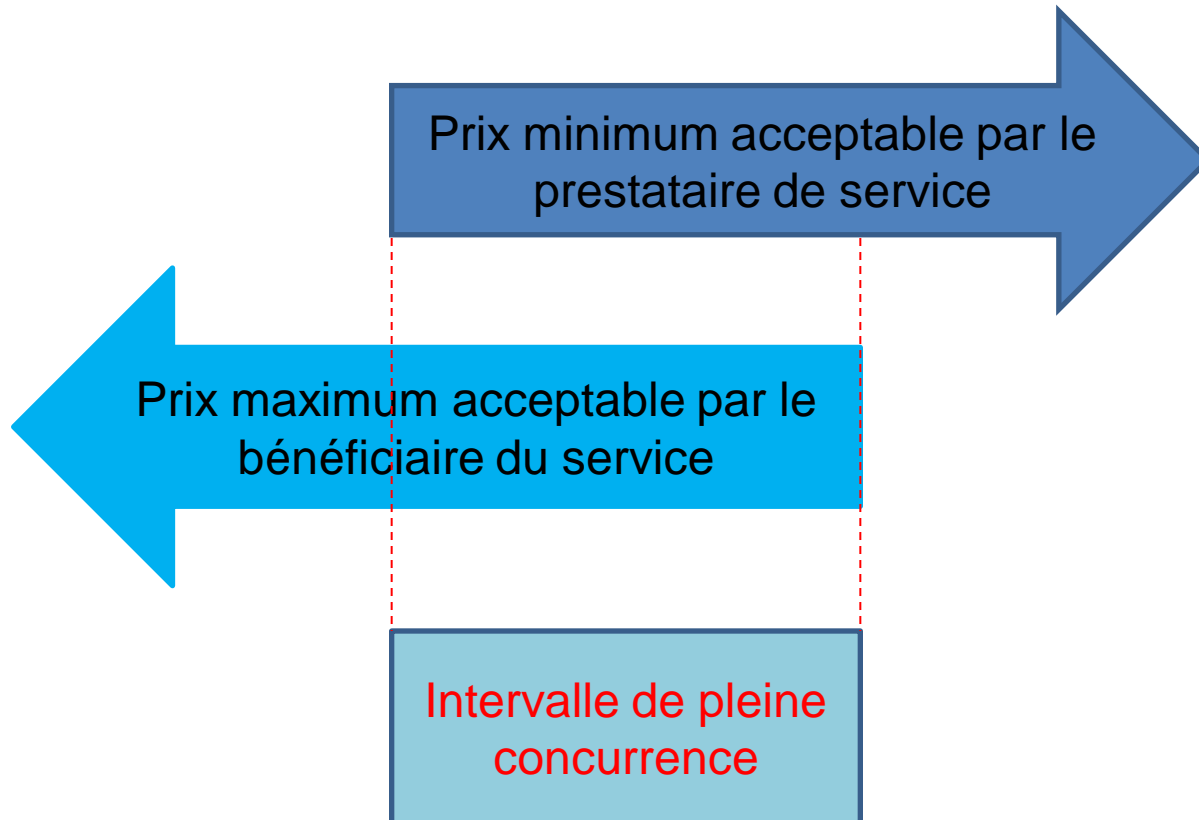 Prix minimum acceptable par le
prestataire de service
Prix maximum acceptable par le
bénéficiaire du service
Intervalle de pleine
concurrence